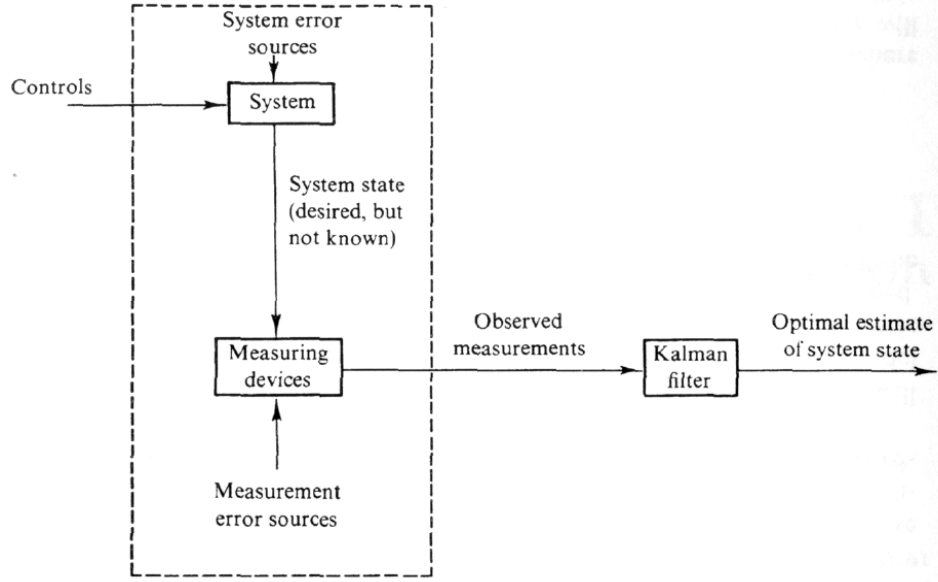 System error
sources
Controls
System
System state
(desired, but
not known)
Observed
measurements
Optimal estimate
of system state
Measuring
devices
Kalman
filter
Measurement
error sources